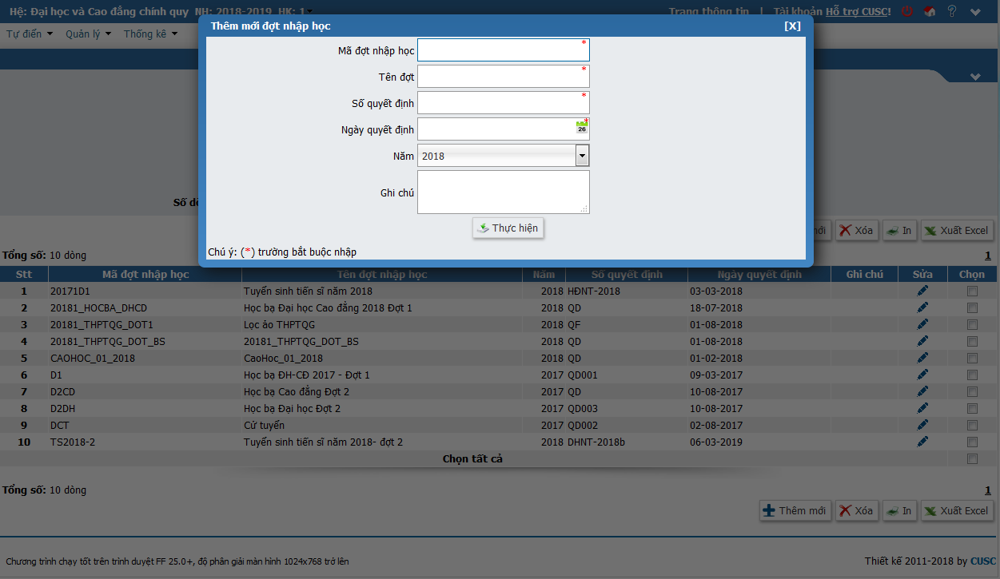 Hệ: Đại học và Cao đẳng chính quy NH: 2018-2019 HK: 1
Trang thông tin | Tài khoản Hỗ trợ CUSC!
Tự điển Quản lý Thống kê
Thêm mới đợt nhập học [X]
Mã đợt nhập học *
Tên đợt *
Số quyết định *
Ngày quyết định 26 *
Năm 2018
Ghi chú
Thực hiện
Chú ý: (*) trường bắt buộc nhập
Xóa In Xuất Excel
Tổng số: 10 dòng 1
Stt Mã đợt nhập học Tên đợt nhập học Năm Số quyết định Ngày quyết định Ghi chú Sửa Chọn
1 20171D1 Tuyển sinh tiến sĩ năm 2018 2018 HĐNT-2018 03-03-2018
2 20181_HOCBA_DHCD Học bạ Đại học Cao đẳng 2018 Đợt 1 2018 QD 18-07-2018
3 20181_THPTQG_DOT1 Lọc ảo THPTQG 2018 QF 01-08-2018
4 20181_THPTQG_DOT_BS 20181_THPTQG_DOT_BS 2018 QD 01-08-2018
5 CAOHOC_01_2018 CaoHoc_01_2018 2018 QD 01-02-2018
6 D1 Học bạ ĐH-CĐ 2017 - Đợt 1 2017 QD001 09-03-2017
7 D2CD Học bạ Cao đẳng Đợt 2 2017 QD 10-08-2017
8 D2DH Học bạ Đại học Đợt 2 2017 QD003 10-08-2017
9 DCT Cử tuyển 2017 QD002 02-08-2017
10 TS2018-2 Tuyển sinh tiến sĩ năm 2018- đợt 2 2018 DHNT-2018b 06-03-2019
Chọn tất cả
Tổng số: 10 dòng 1
Thêm mới Xóa In Xuất Excel
Chương trình chạy tốt trên trình duyệt FF 25.0+, độ phân giải màn hình 1024x768 trở lên
Thiết kế 2011-2018 by CUSC